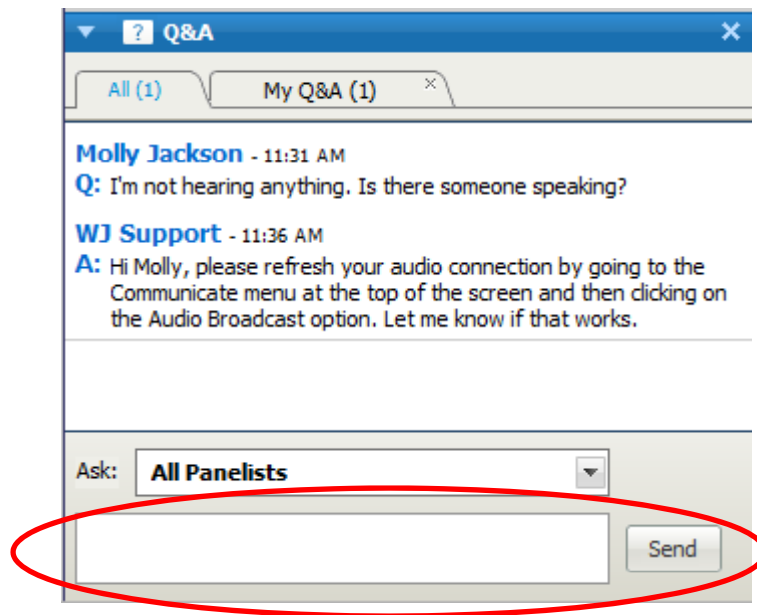 ? Q&A
All (1) My Q&A (1)
Molly Jackson - 11:31 AM
Q: I'm not hearing anything. Is there someone speaking?
WJ Support - 11:36 AM
A: Hi Molly, please refresh your audio connection by going to the
Communicate menu at the top of the screen and then clicking on
the Audio Broadcast option. Let me know if that works.
Ask: All Panelists
Send